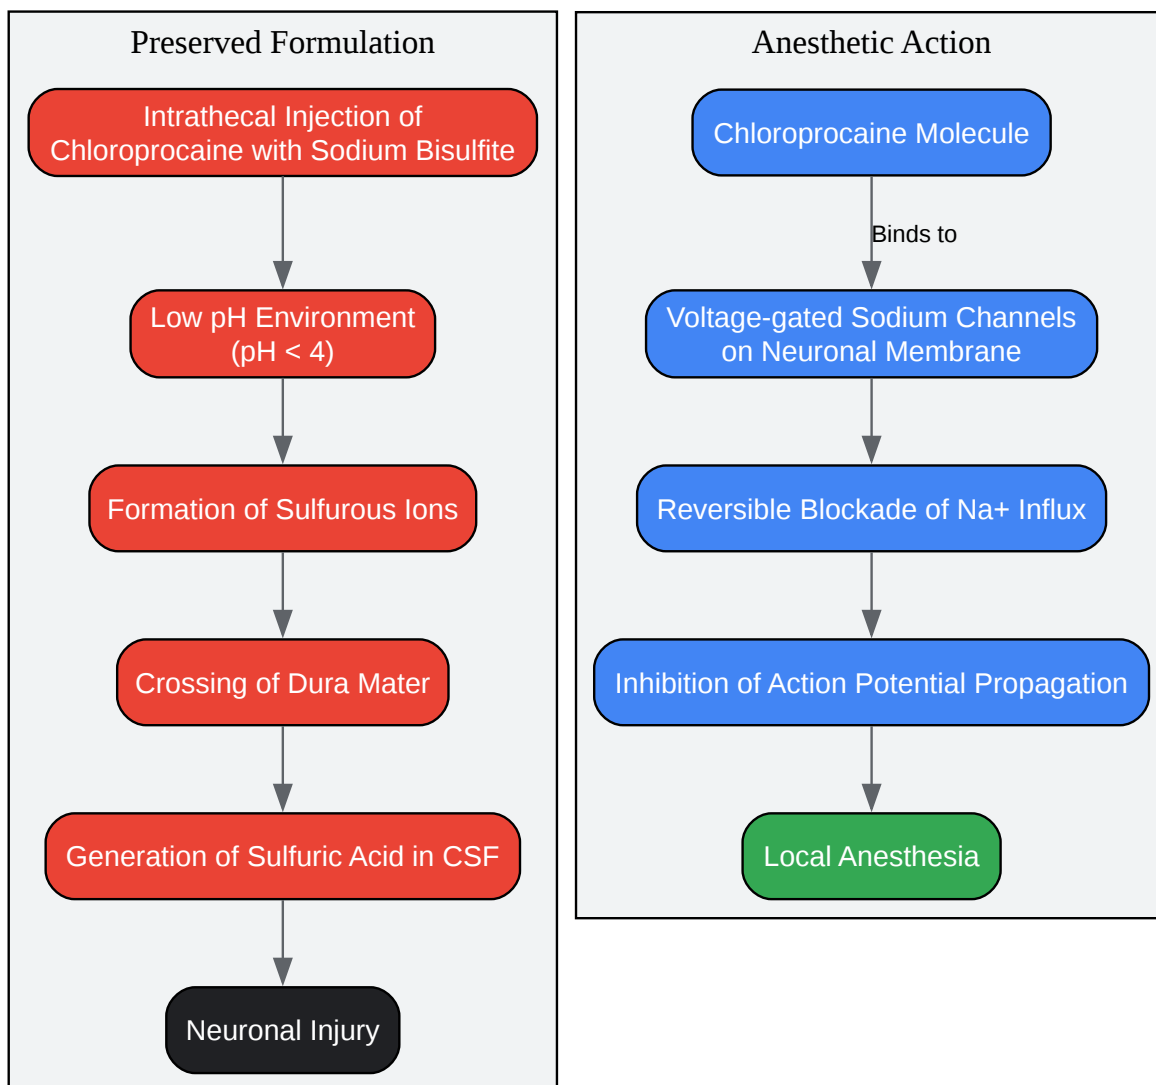 Preserved Formulation
Intrathecal Injection of
Chloroprocaine with Sodium Bisulfite
Low pH Environment
(pH < 4)
Formation of Sulfurous Ions
Crossing of Dura Mater
Generation of Sulfuric Acid in CSF
Neuronal Injury
Anesthetic Action
Chloroprocaine Molecule
Binds to
Voltage-gated Sodium Channels
on Neuronal Membrane
Reversible Blockade of Na+ Influx
Inhibition of Action Potential Propagation
Local Anesthesia